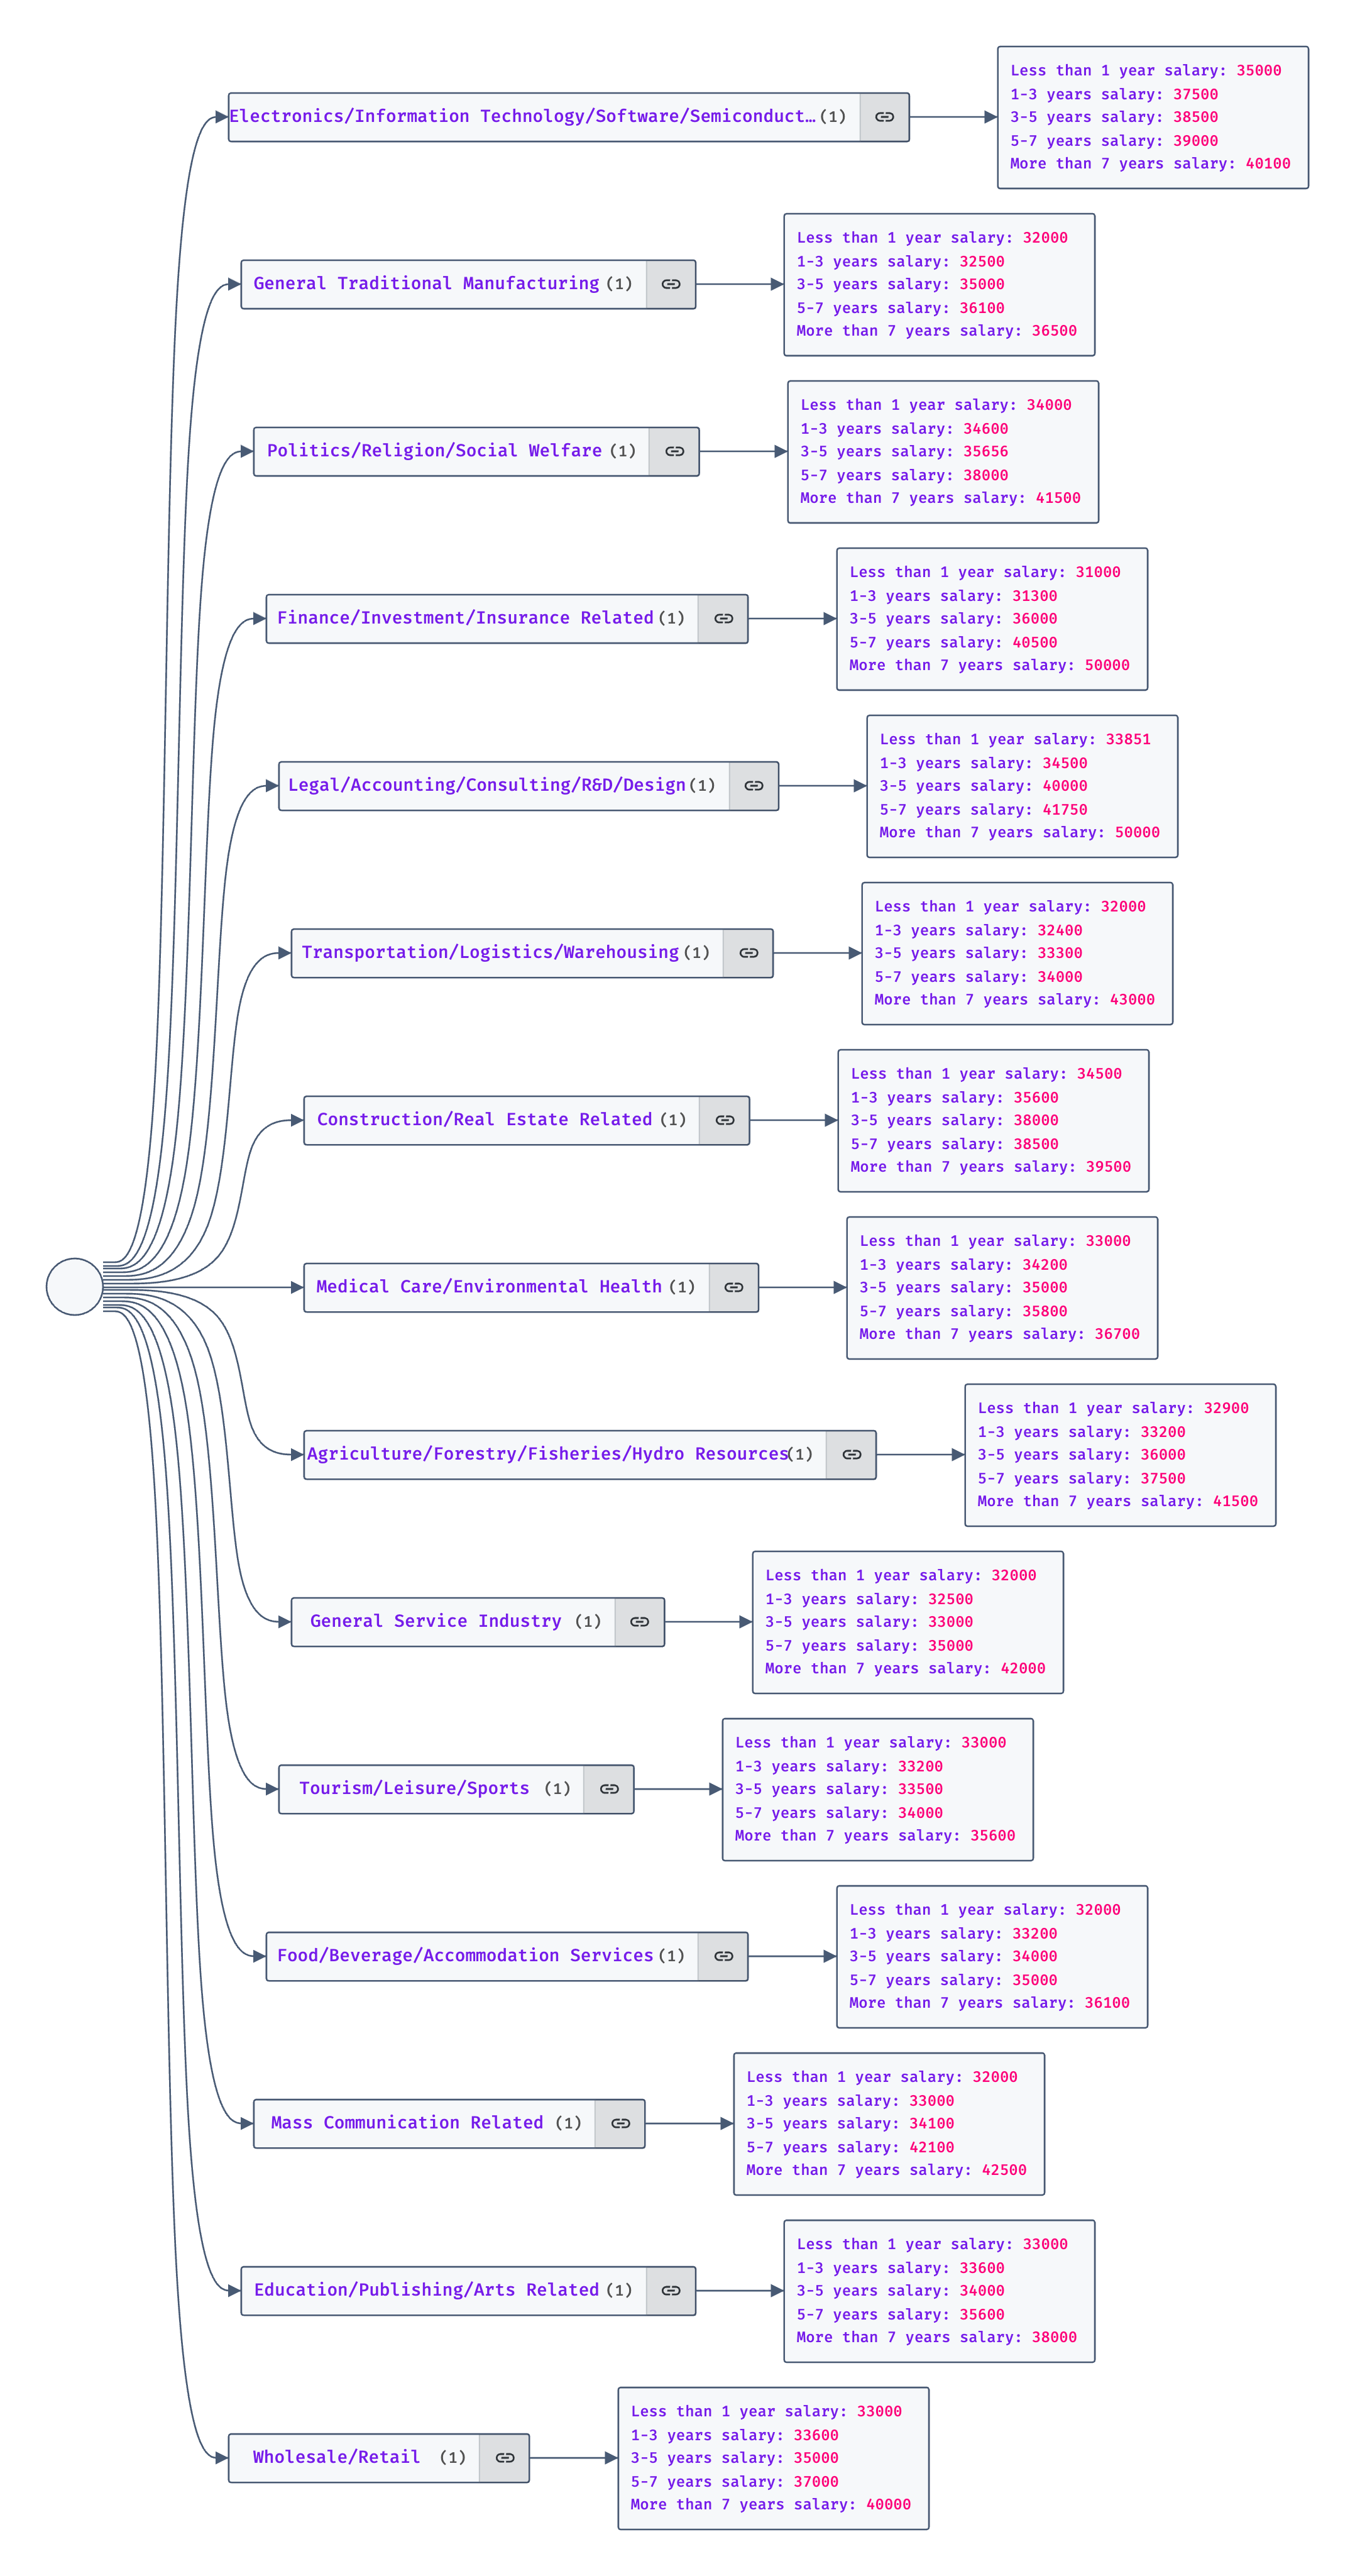 Electronics/Information Technology/Software/Semiconduct… (1)
Less than 1 year salary: 35000
1-3 years salary: 37500
3-5 years salary: 38500
5-7 years salary: 39000
More than 7 years salary: 40100
General Traditional Manufacturing (1)
Less than 1 year salary: 32000
1-3 years salary: 32500
3-5 years salary: 35000
5-7 years salary: 36100
More than 7 years salary: 36500
Politics/Religion/Social Welfare (1)
Less than 1 year salary: 34000
1-3 years salary: 34600
3-5 years salary: 35656
5-7 years salary: 38000
More than 7 years salary: 41500
Finance/Investment/Insurance Related (1)
Less than 1 year salary: 31000
1-3 years salary: 31300
3-5 years salary: 36000
5-7 years salary: 40500
More than 7 years salary: 50000
Legal/Accounting/Consulting/R&D/Design (1)
Less than 1 year salary: 33851
1-3 years salary: 34500
3-5 years salary: 40000
5-7 years salary: 41750
More than 7 years salary: 50000
Transportation/Logistics/Warehousing (1)
Less than 1 year salary: 32000
1-3 years salary: 32400
3-5 years salary: 33300
5-7 years salary: 34000
More than 7 years salary: 43000
Construction/Real Estate Related (1)
Less than 1 year salary: 34500
1-3 years salary: 35600
3-5 years salary: 38000
5-7 years salary: 38500
More than 7 years salary: 39500
Medical Care/Environmental Health (1)
Less than 1 year salary: 33000
1-3 years salary: 34200
3-5 years salary: 35000
5-7 years salary: 35800
More than 7 years salary: 36700
Agriculture/Forestry/Fisheries/Hydro Resources (1)
Less than 1 year salary: 32900
1-3 years salary: 33200
3-5 years salary: 36000
5-7 years salary: 37500
More than 7 years salary: 41500
General Service Industry (1)
Less than 1 year salary: 32000
1-3 years salary: 32500
3-5 years salary: 33000
5-7 years salary: 35000
More than 7 years salary: 42000
Tourism/Leisure/Sports (1)
Less than 1 year salary: 33000
1-3 years salary: 33200
3-5 years salary: 33500
5-7 years salary: 34000
More than 7 years salary: 35600
Food/Beverage/Accommodation Services (1)
Less than 1 year salary: 32000
1-3 years salary: 33200
3-5 years salary: 34000
5-7 years salary: 35000
More than 7 years salary: 36100
Mass Communication Related (1)
Less than 1 year salary: 32000
1-3 years salary: 33000
3-5 years salary: 34100
5-7 years salary: 42100
More than 7 years salary: 42500
Education/Publishing/Arts Related (1)
Less than 1 year salary: 33000
1-3 years salary: 33600
3-5 years salary: 34000
5-7 years salary: 35600
More than 7 years salary: 38000
Wholesale/Retail (1)
Less than 1 year salary: 33000
1-3 years salary: 33600
3-5 years salary: 35000
5-7 years salary: 37000
More than 7 years salary: 40000